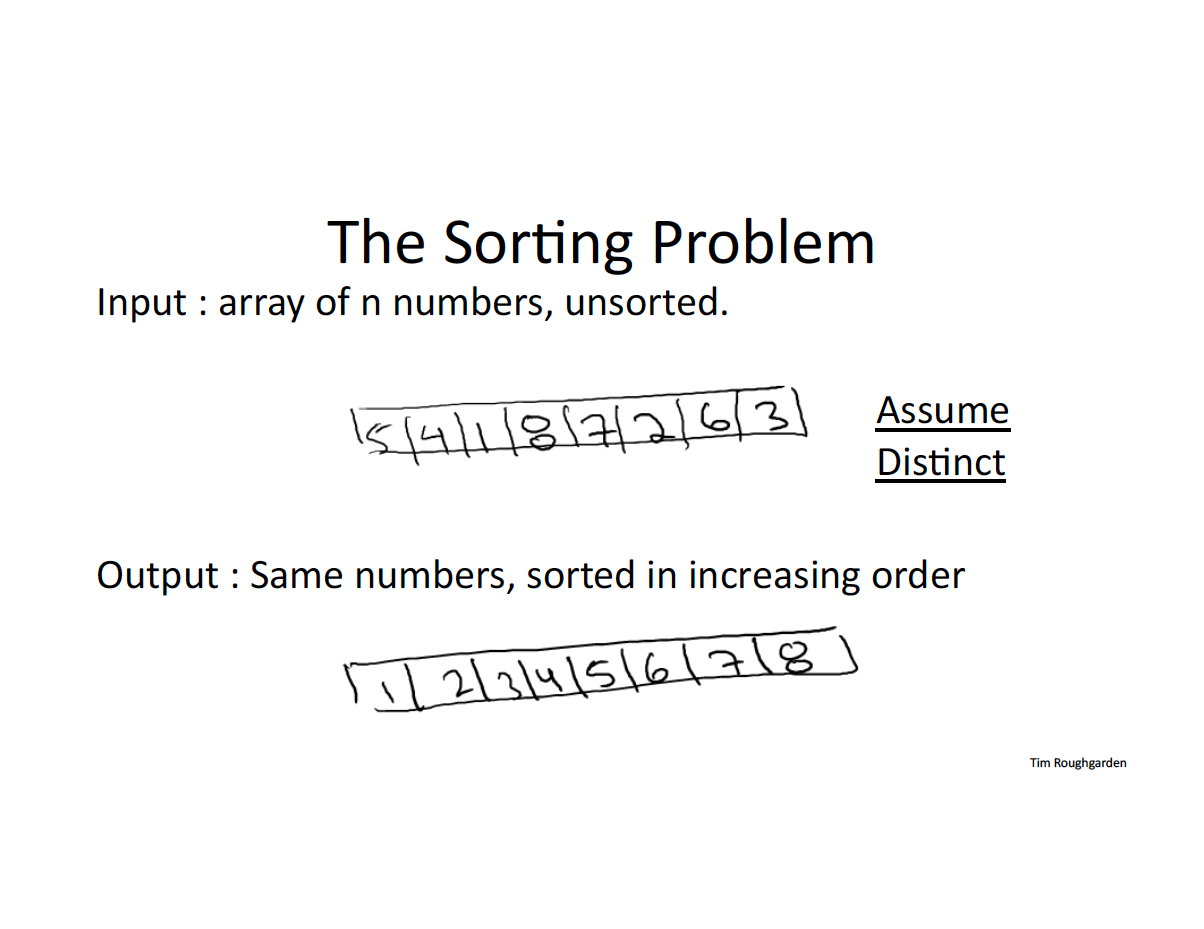 The Sorting Problem
Input : array of n numbers, unsorted.
5 4 1 8 7 2 6 3
Assume
Distinct
Output : Same numbers, sorted in increasing order
1 2 3 4 5 6 7 8
Tim Roughgarden